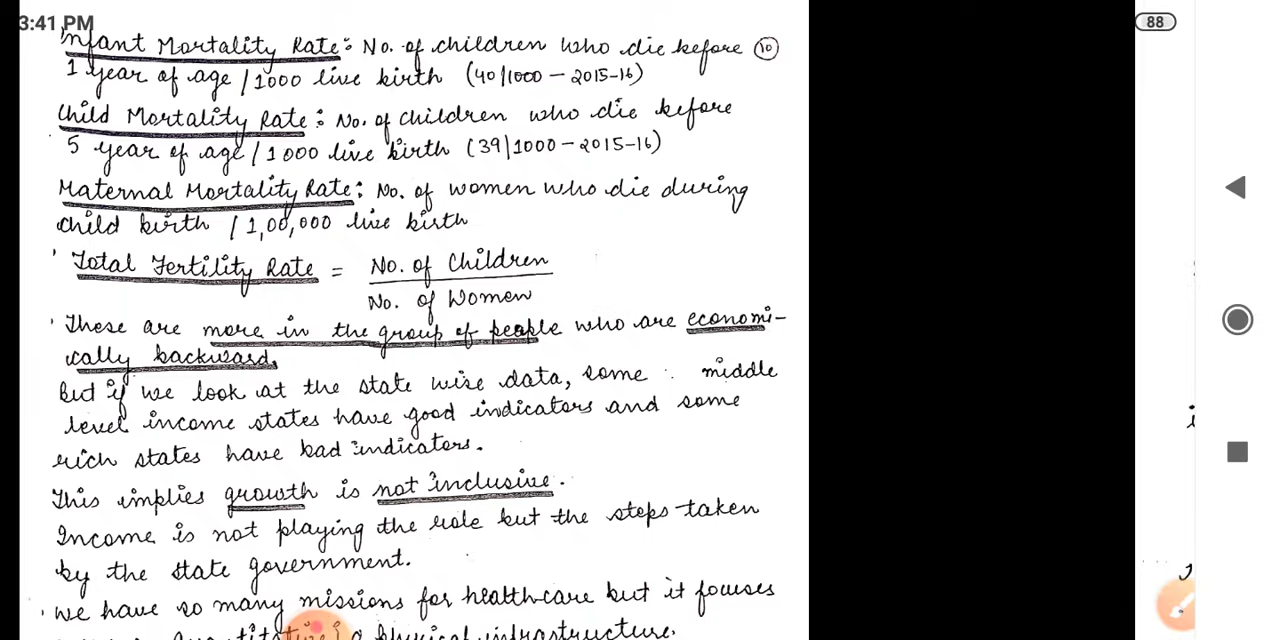 3:41 PM
88
Infant Mortality Rate : No. of children who die before 10
1 year of age / 1000 live birth (40/1000 - 2015-16)
Child Mortality Rate : No. of children who die before
5 year of age / 1000 live birth (39/1000 - 2015-16)
Maternal Mortality Rate : No. of women who die during
child birth / 1,00,000 live birth
Total Fertility Rate = No. of Children
No. of Women
These are more in the group of people who are economi-
cally backward.
But if we look at the state wise data, some middle
level income states have good indicators and some
rich states have bad indicators.
This implies growth is not inclusive.
Income is not playing the role but the steps taken
by the state government.
We have so many missions for healthcare but it focuses
physical infrastructure.